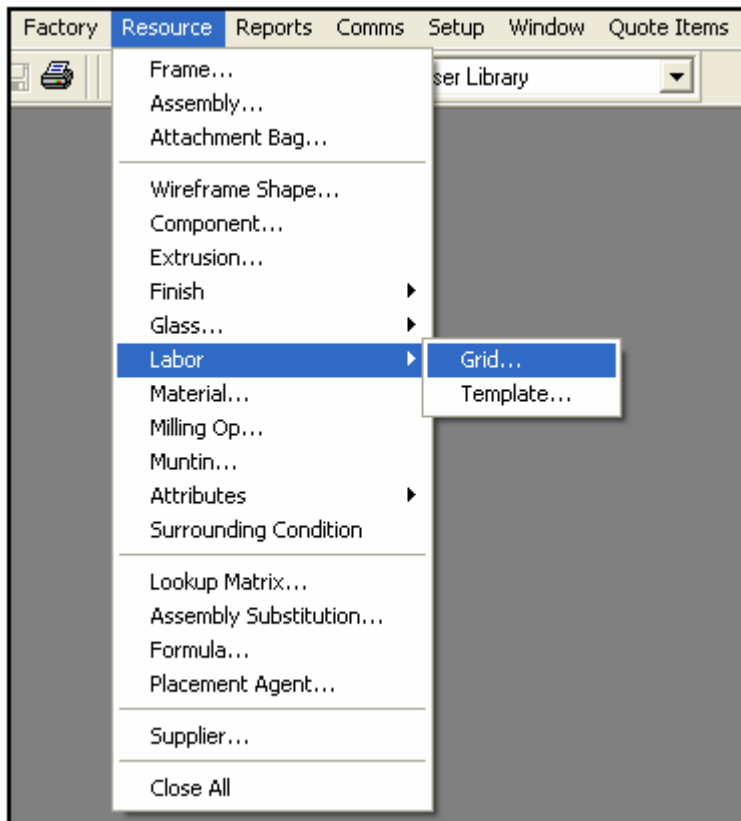 Factory Resource Reports Comms Setup Window Quote Items
ser Library
Frame...
Assembly...
Attachment Bag...
Wireframe Shape...
Component...
Extrusion...
Finish
Glass...
Labor
Grid...
Material...
Template...
Milling Op...
Muntin...
Attributes
Surrounding Condition
Lookup Matrix...
Assembly Substitution...
Formula...
Placement Agent...
Supplier...
Close All